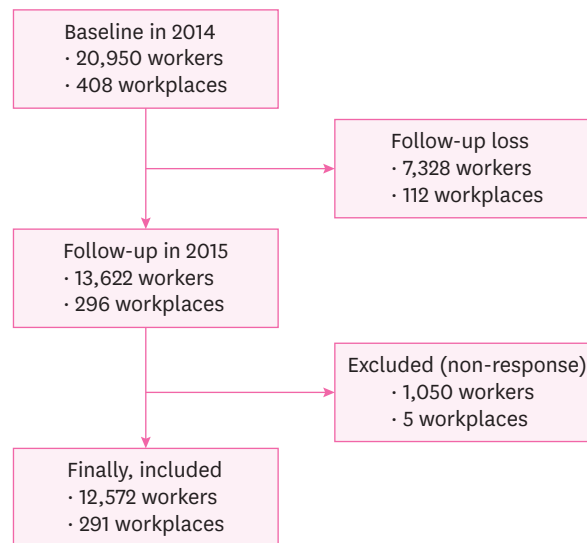 Baseline in 2014
· 20,950 workers
· 408 workplaces
Follow-up loss
· 7,328 workers
· 112 workplaces
Follow-up in 2015
· 13,622 workers
· 296 workplaces
Excluded (non-response)
· 1,050 workers
· 5 workplaces
Finally, included
· 12,572 workers
· 291 workplaces